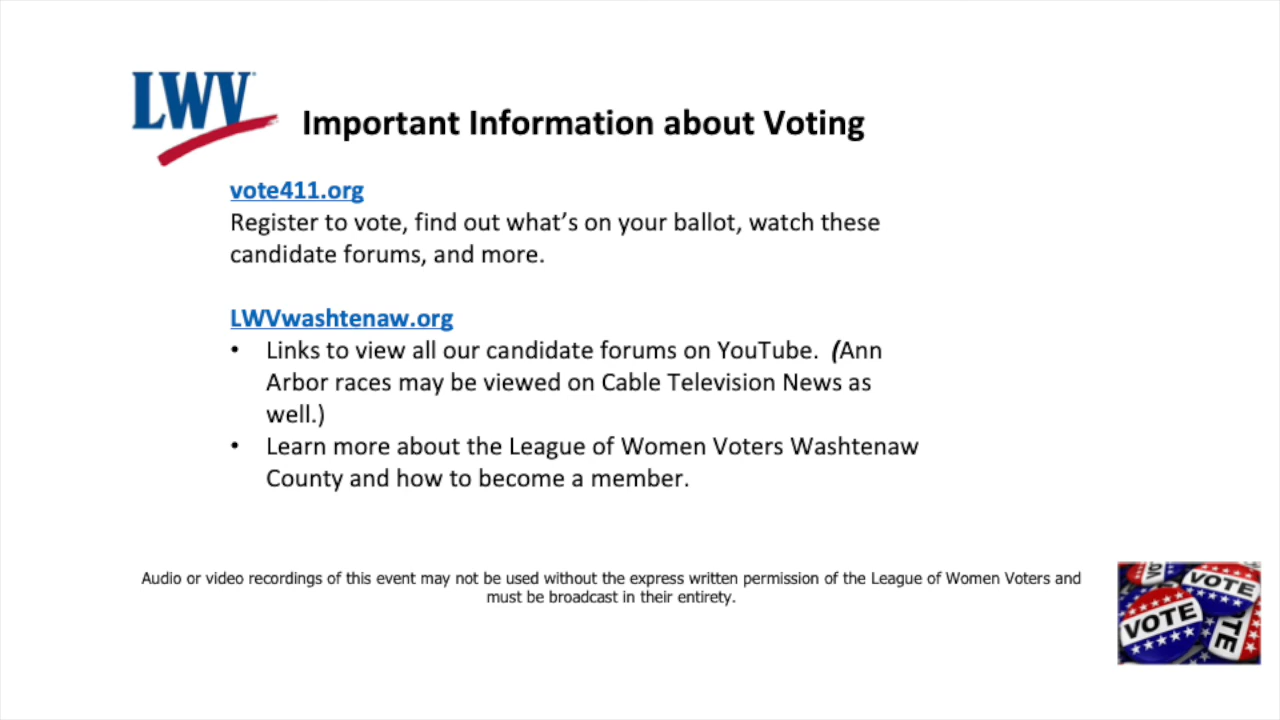 LWV
Important Information about Voting
vote411.org
Register to vote, find out what’s on your ballot, watch these
candidate forums, and more.
LWVwashtenaw.org
• Links to view all our candidate forums on YouTube. (Ann
Arbor races may be viewed on Cable Television News as
well.)
• Learn more about the League of Women Voters Washtenaw
County and how to become a member.
Audio or video recordings of this event may not be used without the express written permission of the League of Women Voters and
must be broadcast in their entirety.
VOTE
VOTE